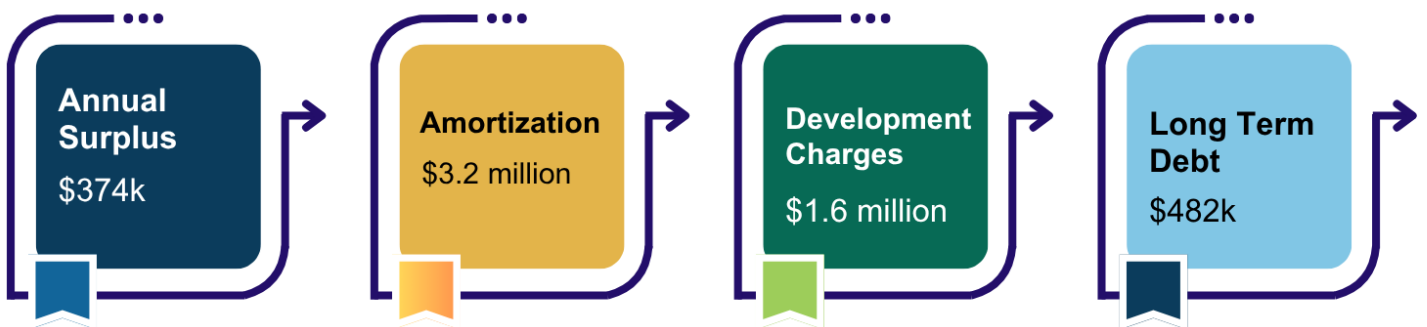 Annual
Surplus
$374k
Amortization
$3.2 million
Development
Charges
$1.6 million
Long Term
Debt
$482k